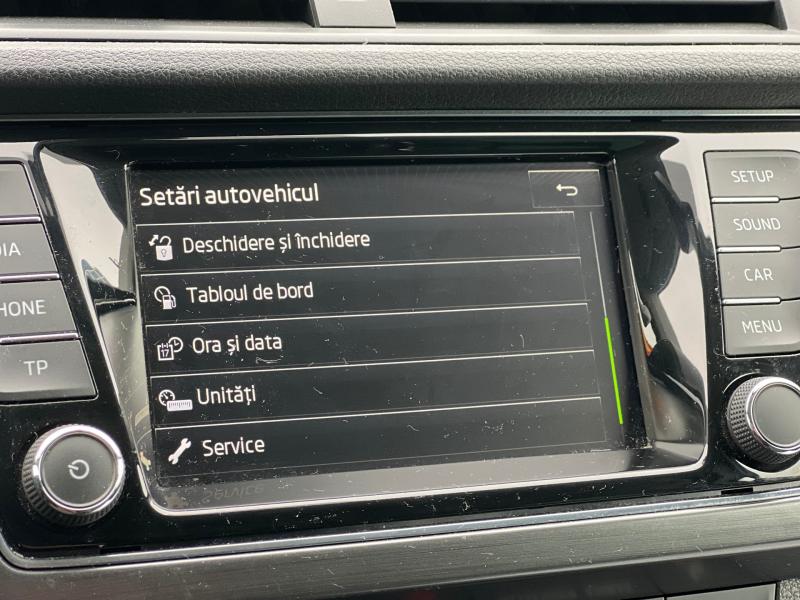 Setări autovehicul
Deschidere și închidere
Tabloul de bord
17
Ora și data
Unități
Service
DIA
HONE
TP
SETUP
SOUND
CAR
MENU